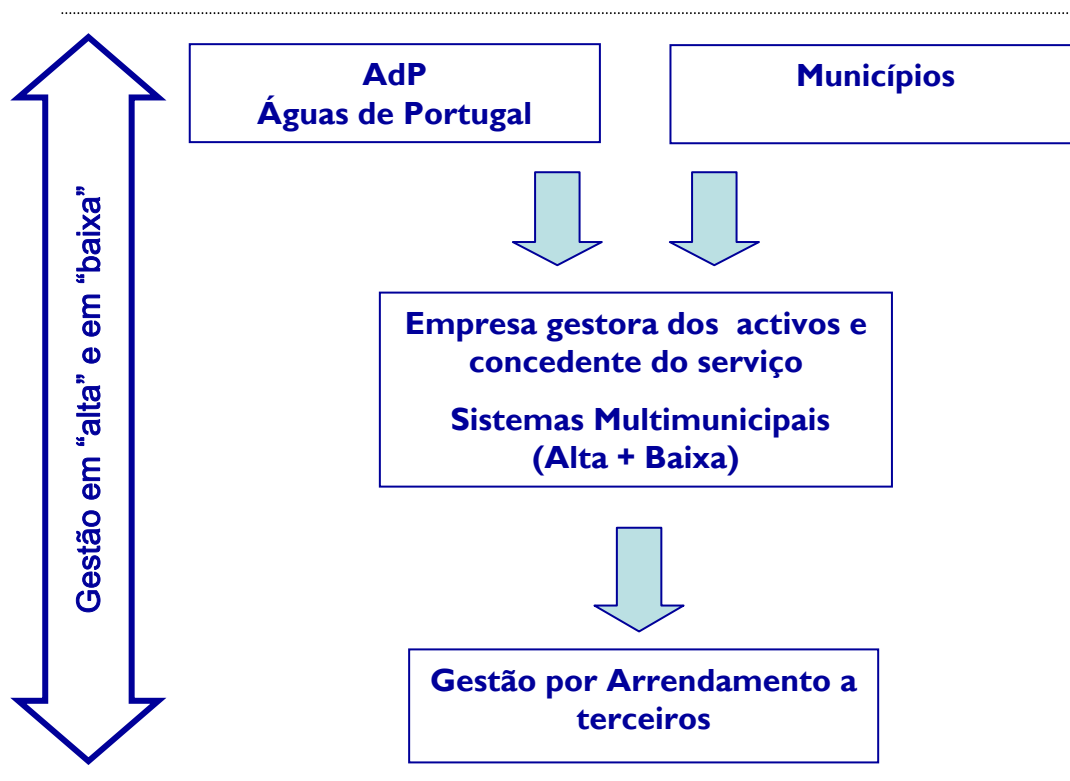 AdP
Águas de Portugal
Municípios
Gestão em “alta” e em “baixa”
Empresa gestora dos activos e
concedente do serviço
Sistemas Multimunicipais
(Alta + Baixa)
Gestão por Arrendamento a
terceiros